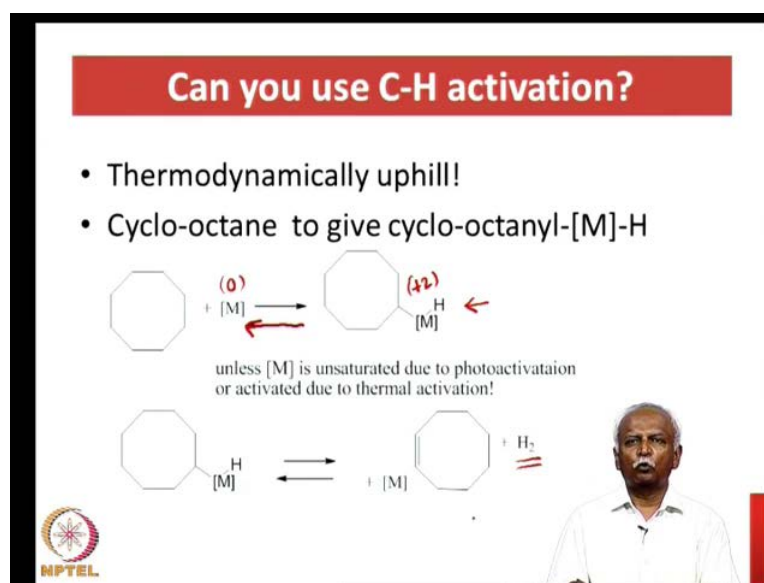 Can you use C-H activation?
• Thermodynamically uphill!
• Cyclo-octane to give cyclo-octanyl-[M]-H
(0)
+ [M]
(+2)
H
[M]
unless [M] is unsaturated due to photoactivataion
or activated due to thermal activation!
H
[M]
+ [M]
+ H₂
NPTEL